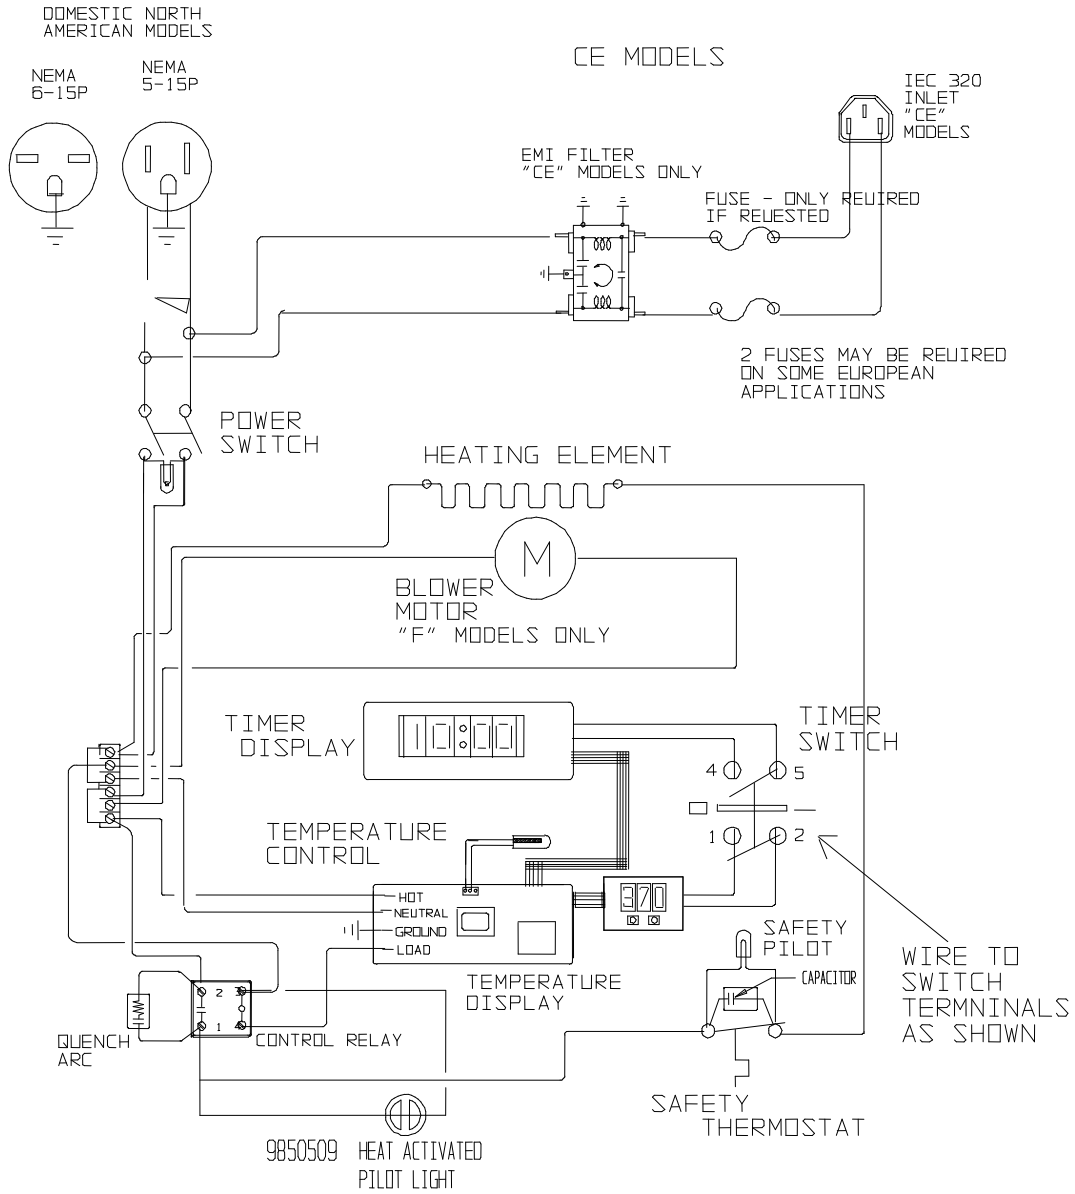 DOMESTIC NORTH
AMERICAN MODELS
NEMA
6-15P
NEMA
5-15P
CE MODELS
IEC 320
INLET
"CE"
MODELS
EMI FILTER
"CE" MODELS ONLY
FUSE - ONLY REUIRED
IF REUESTED
2 FUSES MAY BE REUIRED
ON SOME EUROPEAN
APPLICATIONS
POWER
SWITCH
HEATING ELEMENT
M
BLOWER
MOTOR
"F" MODELS ONLY
TIMER
DISPLAY
10:00
TIMER
SWITCH
4
5
1
2
TEMPERATURE
CONTROL
HOT
NEUTRAL
GROUND
LOAD
370
TEMPERATURE
DISPLAY
SAFETY
PILOT
CAPACITOR
WIRE TO
SWITCH
TERMNINALS
AS SHOWN
2
3
1
4
QUENCH
ARC
CONTROL RELAY
SAFETY
THERMOSTAT
9850509 HEAT ACTIVATED
PILOT LIGHT